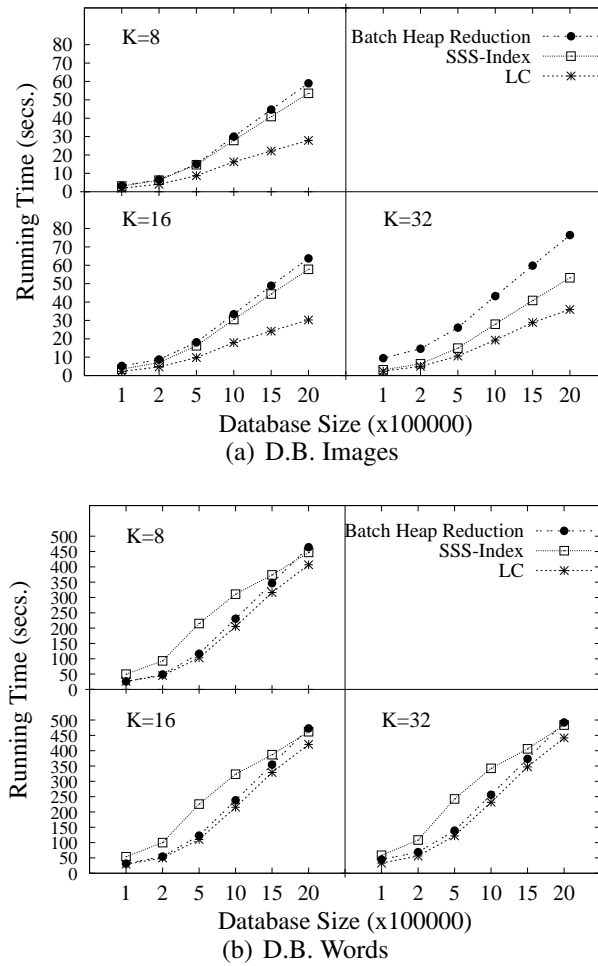 K=8
Batch Heap Reduction
SSS-Index
LC
80
70
60
50
40
30
20
10
0
K=16
K=32
80
70
60
50
40
30
20
10
0
Running Time (secs.)
1 2 5 10 15 20 1 2 5 10 15 20
Database Size (x100000)
(a) D.B. Images
K=8
Batch Heap Reduction
SSS-Index
LC
500
450
400
350
300
250
200
150
100
50
0
K=16
K=32
500
450
400
350
300
250
200
150
100
50
0
Running Time (secs.)
1 2 5 10 15 20 1 2 5 10 15 20
Database Size (x100000)
(b) D.B. Words